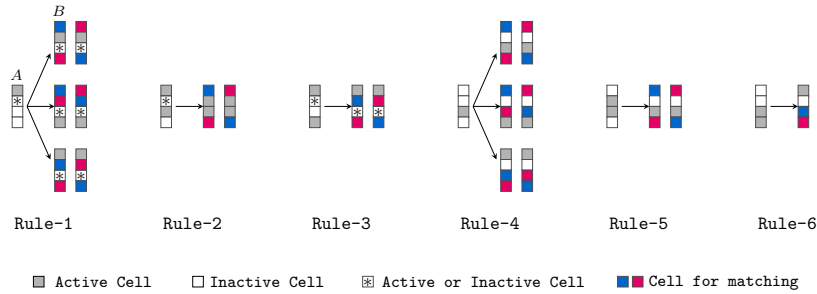 B
A
* *
*
* * * * *
* * *
Rule-1 Rule-2 Rule-3 Rule-4 Rule-5 Rule-6
Active Cell Inactive Cell * Active or Inactive Cell Cell for matching